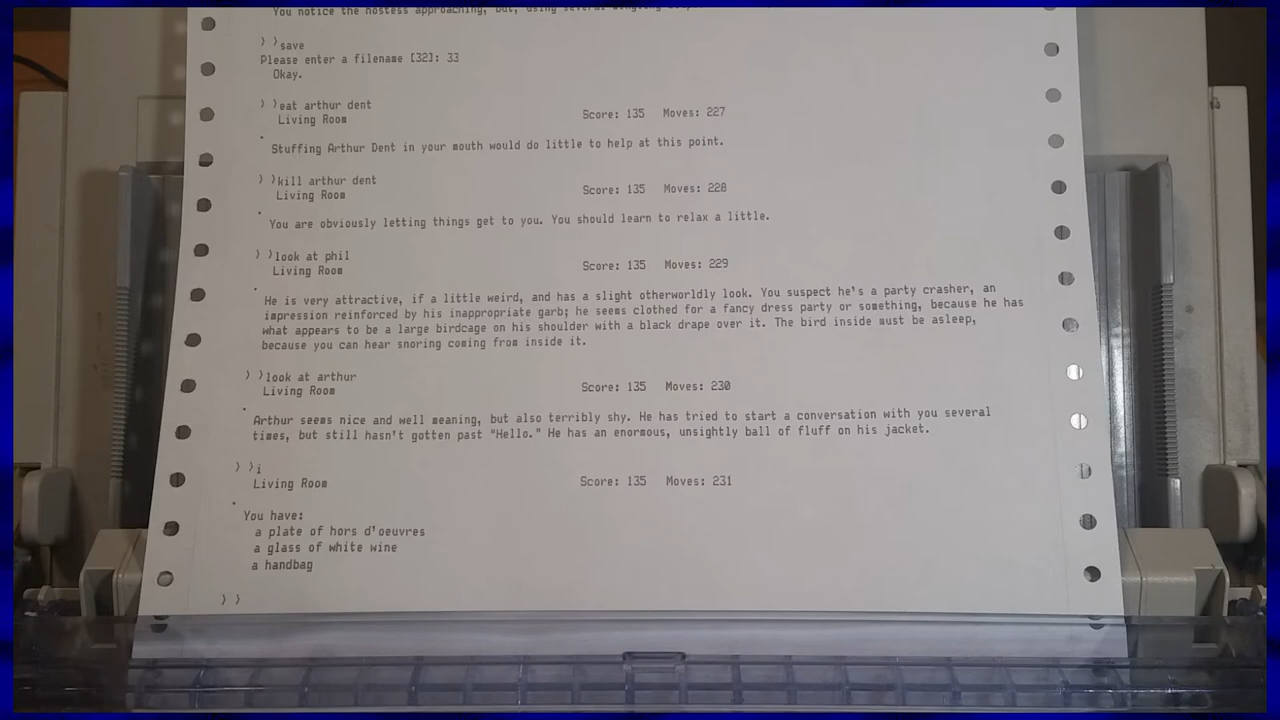 You notice the hostess approaching, but, using several
> >save
Please enter a filename [32]: 33
Okay.
> >eat arthur dent
Living Room Score: 135 Moves: 227
Stuffing Arthur Dent in your mouth would do little to help at this point.
> >kill arthur dent
Living Room Score: 135 Moves: 228
You are obviously letting things get to you. You should learn to relax a little.
> >look at phil
Living Room Score: 135 Moves: 229
He is very attractive, if a little weird, and has a slight otherworldly look. You suspect he's a party crasher, an
impression reinforced by his inappropriate garb; he seems clothed for a fancy dress party or something, because he has
what appears to be a large birdcage on his shoulder with a black drape over it. The bird inside must be asleep,
because you can hear snoring coming from inside it.
> >look at arthur
Living Room Score: 135 Moves: 230
Arthur seems nice and well meaning, but also terribly shy. He has tried to start a conversation with you several
times, but still hasn't gotten past "Hello." He has an enormous, unsightly ball of fluff on his jacket.
> >i
Living Room Score: 135 Moves: 231
You have:
a plate of hors d'oeuvres
a glass of white wine
a handbag
> >